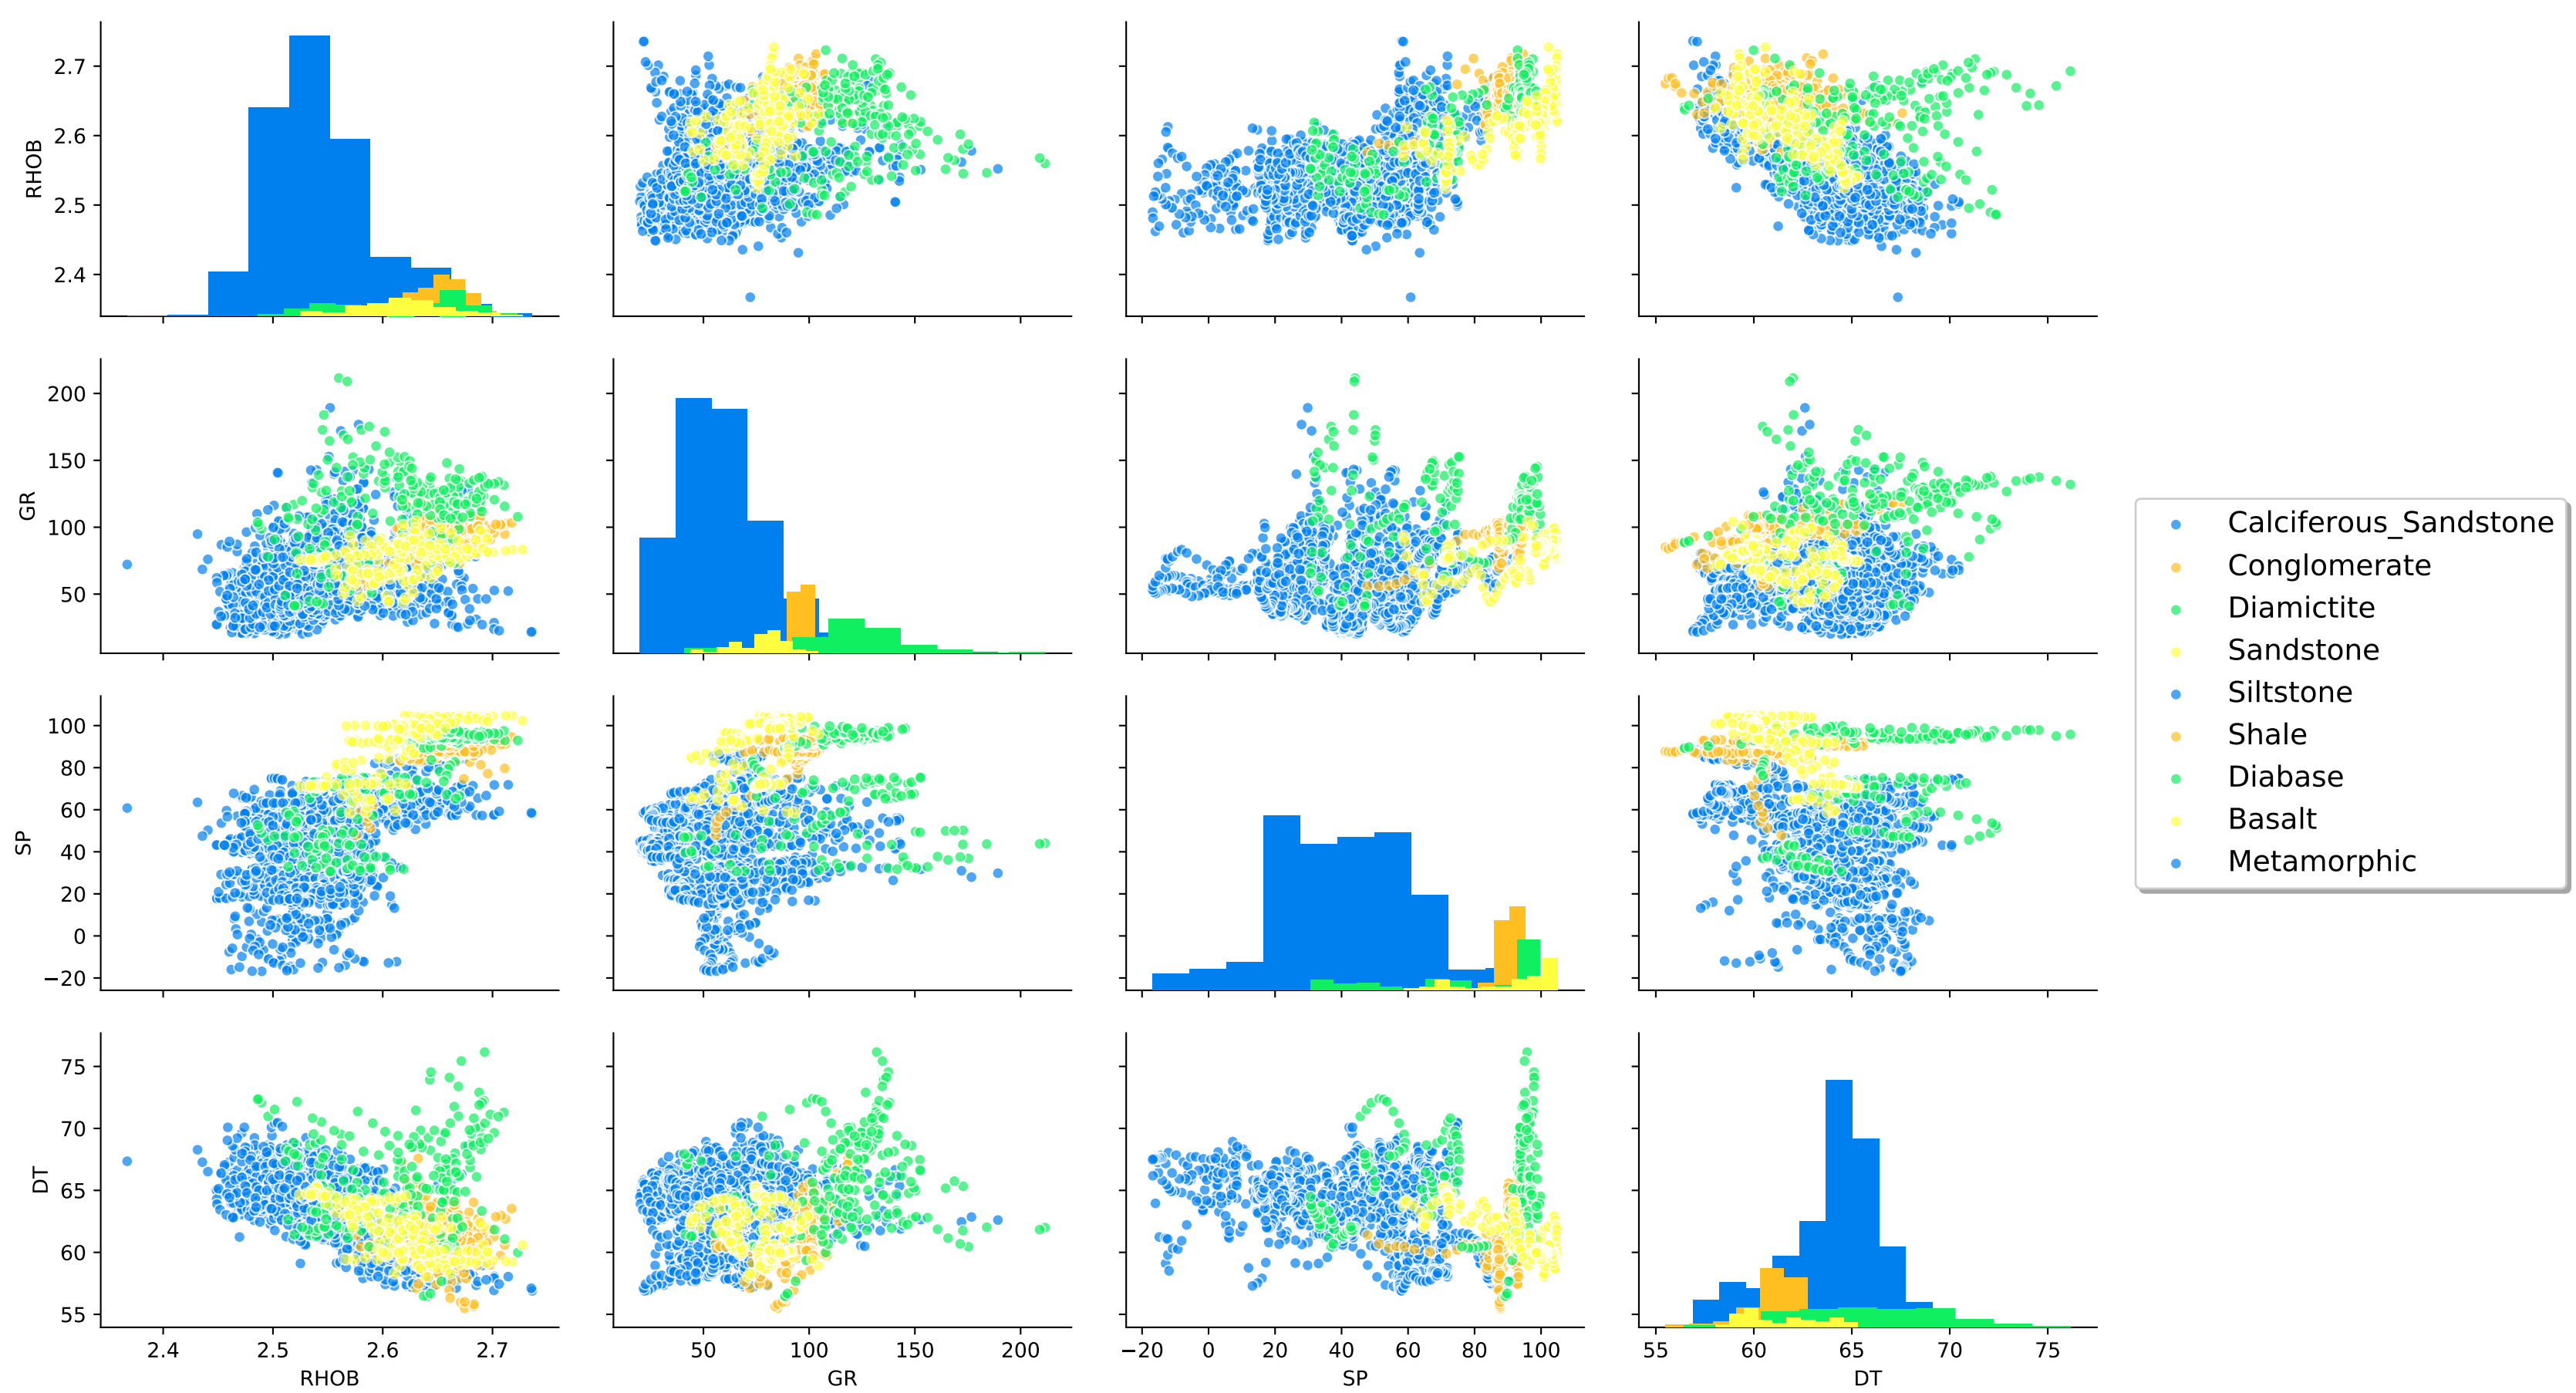 2.7
2.6
2.5
2.4
RHOB
50 100 150 200
−20 0 20 40 60 80 100
55 60 65 70 75
200
150
100
50
GR
100
80
60
40
20
0
−20
SP
75
70
65
60
55
DT
2.4 2.5 2.6 2.7
RHOB
GR
SP
DT
Calciferous_Sandstone
Conglomerate
Diamictite
Sandstone
Siltstone
Shale
Diabase
Basalt
Metamorphic